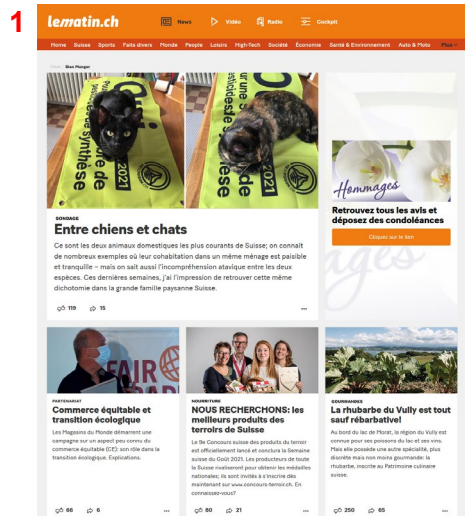 1
lematin.ch
News Vidéo Radio Cockpit
Home Suisse Sports Faits divers Monde People Loisirs High-Tech Société Économie Santé & Environnement Auto & Moto Plus
Bien Manger
Oui
2021
2021
SONDAGE
Entre chiens et chats
Ce sont les deux animaux domestiques les plus courants de Suisse; on connait
de nombreux exemples où leur cohabitation dans un même ménage est paisible
et tranquille – mais on sait aussi l'incompréhension atavique entre les deux
espèces. Ces dernières semaines, j'ai l'impression de retrouver cette même
dichotomie dans la grande famille paysanne Suisse.
119 15
Hommages
Retrouvez tous les avis et
déposez des condoléances
Cliquez sur le lien
FAIR
PARTENARIAT
Commerce équitable et
transition écologique
Les Magasins du Monde démarrent une
campagne sur un aspect peu connu du
commerce équitable (CE): son rôle dans la
transition écologique. Explications.
66 6
NOURRITURE
NOUS RECHERCHONS: les
meilleurs produits des
terroirs de Suisse
Le 9e Concours suisse des produits du terroir
est officiellement lancé et conclura la Semaine
suisse du Goût 2021. Les producteurs de toute
la Suisse rivaliseront pour obtenir les médailles
nationales; ils sont invités à s'inscrire dès
maintenant sur www.concours-terroir.ch. En
connaissez-vous?
60 21
GOURMANDES
La rhubarbe du Vully est tout
sauf rébarbative!
Au bord du lac de Morat, la région du Vully est
connue pour ses poissons du lac et ses vins.
Mais elle possède une autre spécialité, plus
discrète mais non moins gourmande: la
rhubarbe, inscrite au Patrimoine culinaire
suisse.
250 65